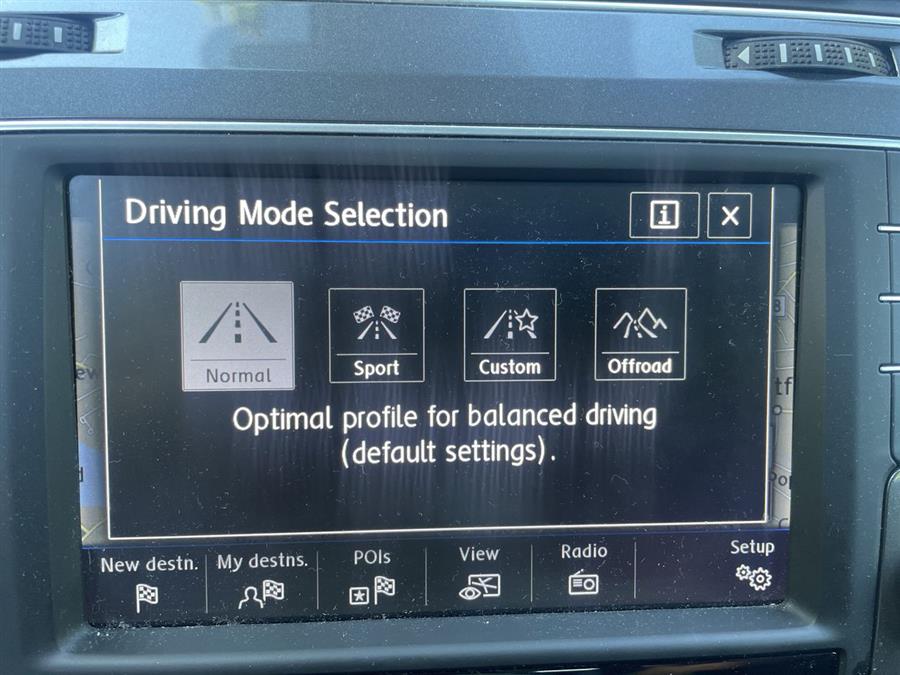 Driving Mode Selection
i
X
Normal
Sport
Custom
Offroad
Optimal profile for balanced driving
(default settings).
New destn.
My destns.
POIs
View
Radio
Setup